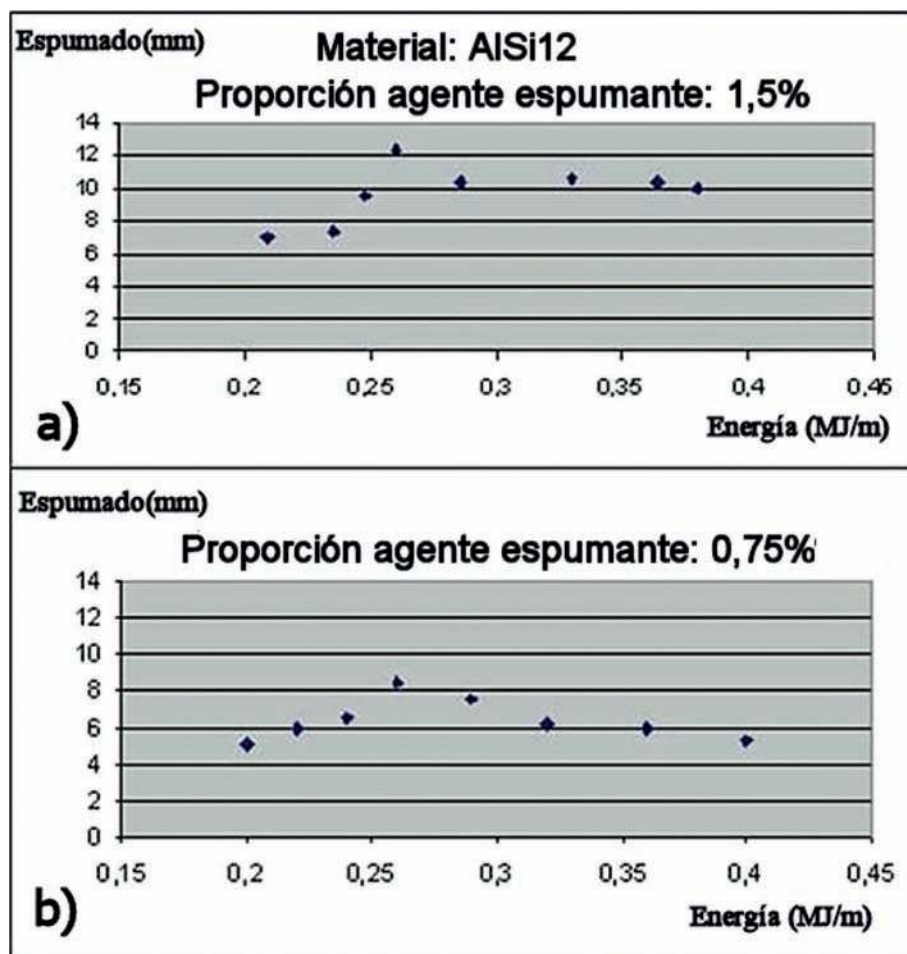 Espumado(mm)
Material: AlSi12
Proporción agente espumante: 1,5%
14
12
10
8
6
4
2
0
0,15 0,2 0,25 0,3 0,35 0,4 0,45
a)
Energía (MJ/m)
Espumado(mm)
Proporción agente espumante: 0,75%
14
12
10
8
6
4
2
0
0,15 0,2 0,25 0,3 0,35 0,4 0,45
b)
Energía (MJ/m)